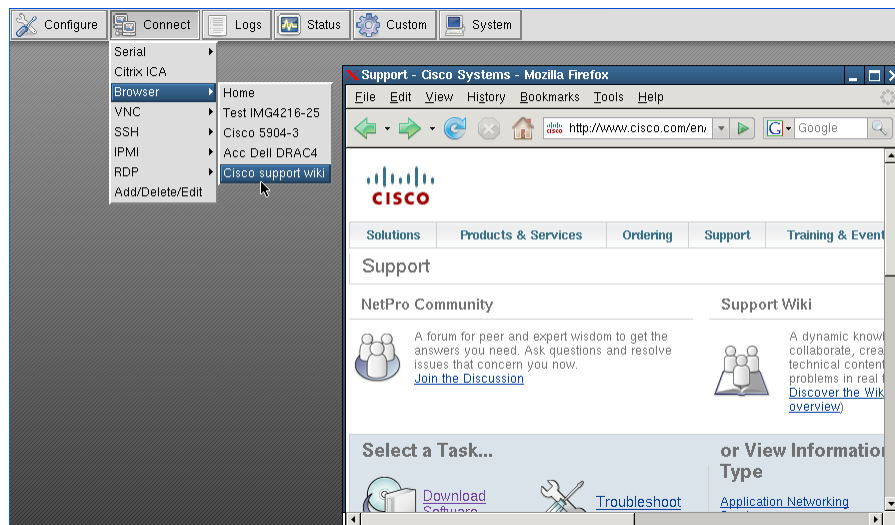 Configure Connect Logs Status Custom System
Serial
Citrix ICA
Browser
VNC
SSH
IPMI
RDP
Add/Delete/Edit
Home
Test IMG4216-25
Cisco 5904-3
Acc Dell DRAC4
Cisco support wiki
Support - Cisco Systems - Mozilla Firefox
File Edit View History Bookmarks Tools Help
http://www.cisco.com/en/ Google
CISCO
Solutions Products & Services Ordering Support Training & Event
Support
NetPro Community
A forum for peer and expert wisdom to get the
answers you need. Ask questions and resolve
issues that concern you now.
Join the Discussion
Support Wiki
A dynamic knowl
collaborate, crea
technical content
problems in real
Discover the Wik
overview)
Select a Task...
Download
Software
Troubleshoot
or View Information
Type
Application Networking